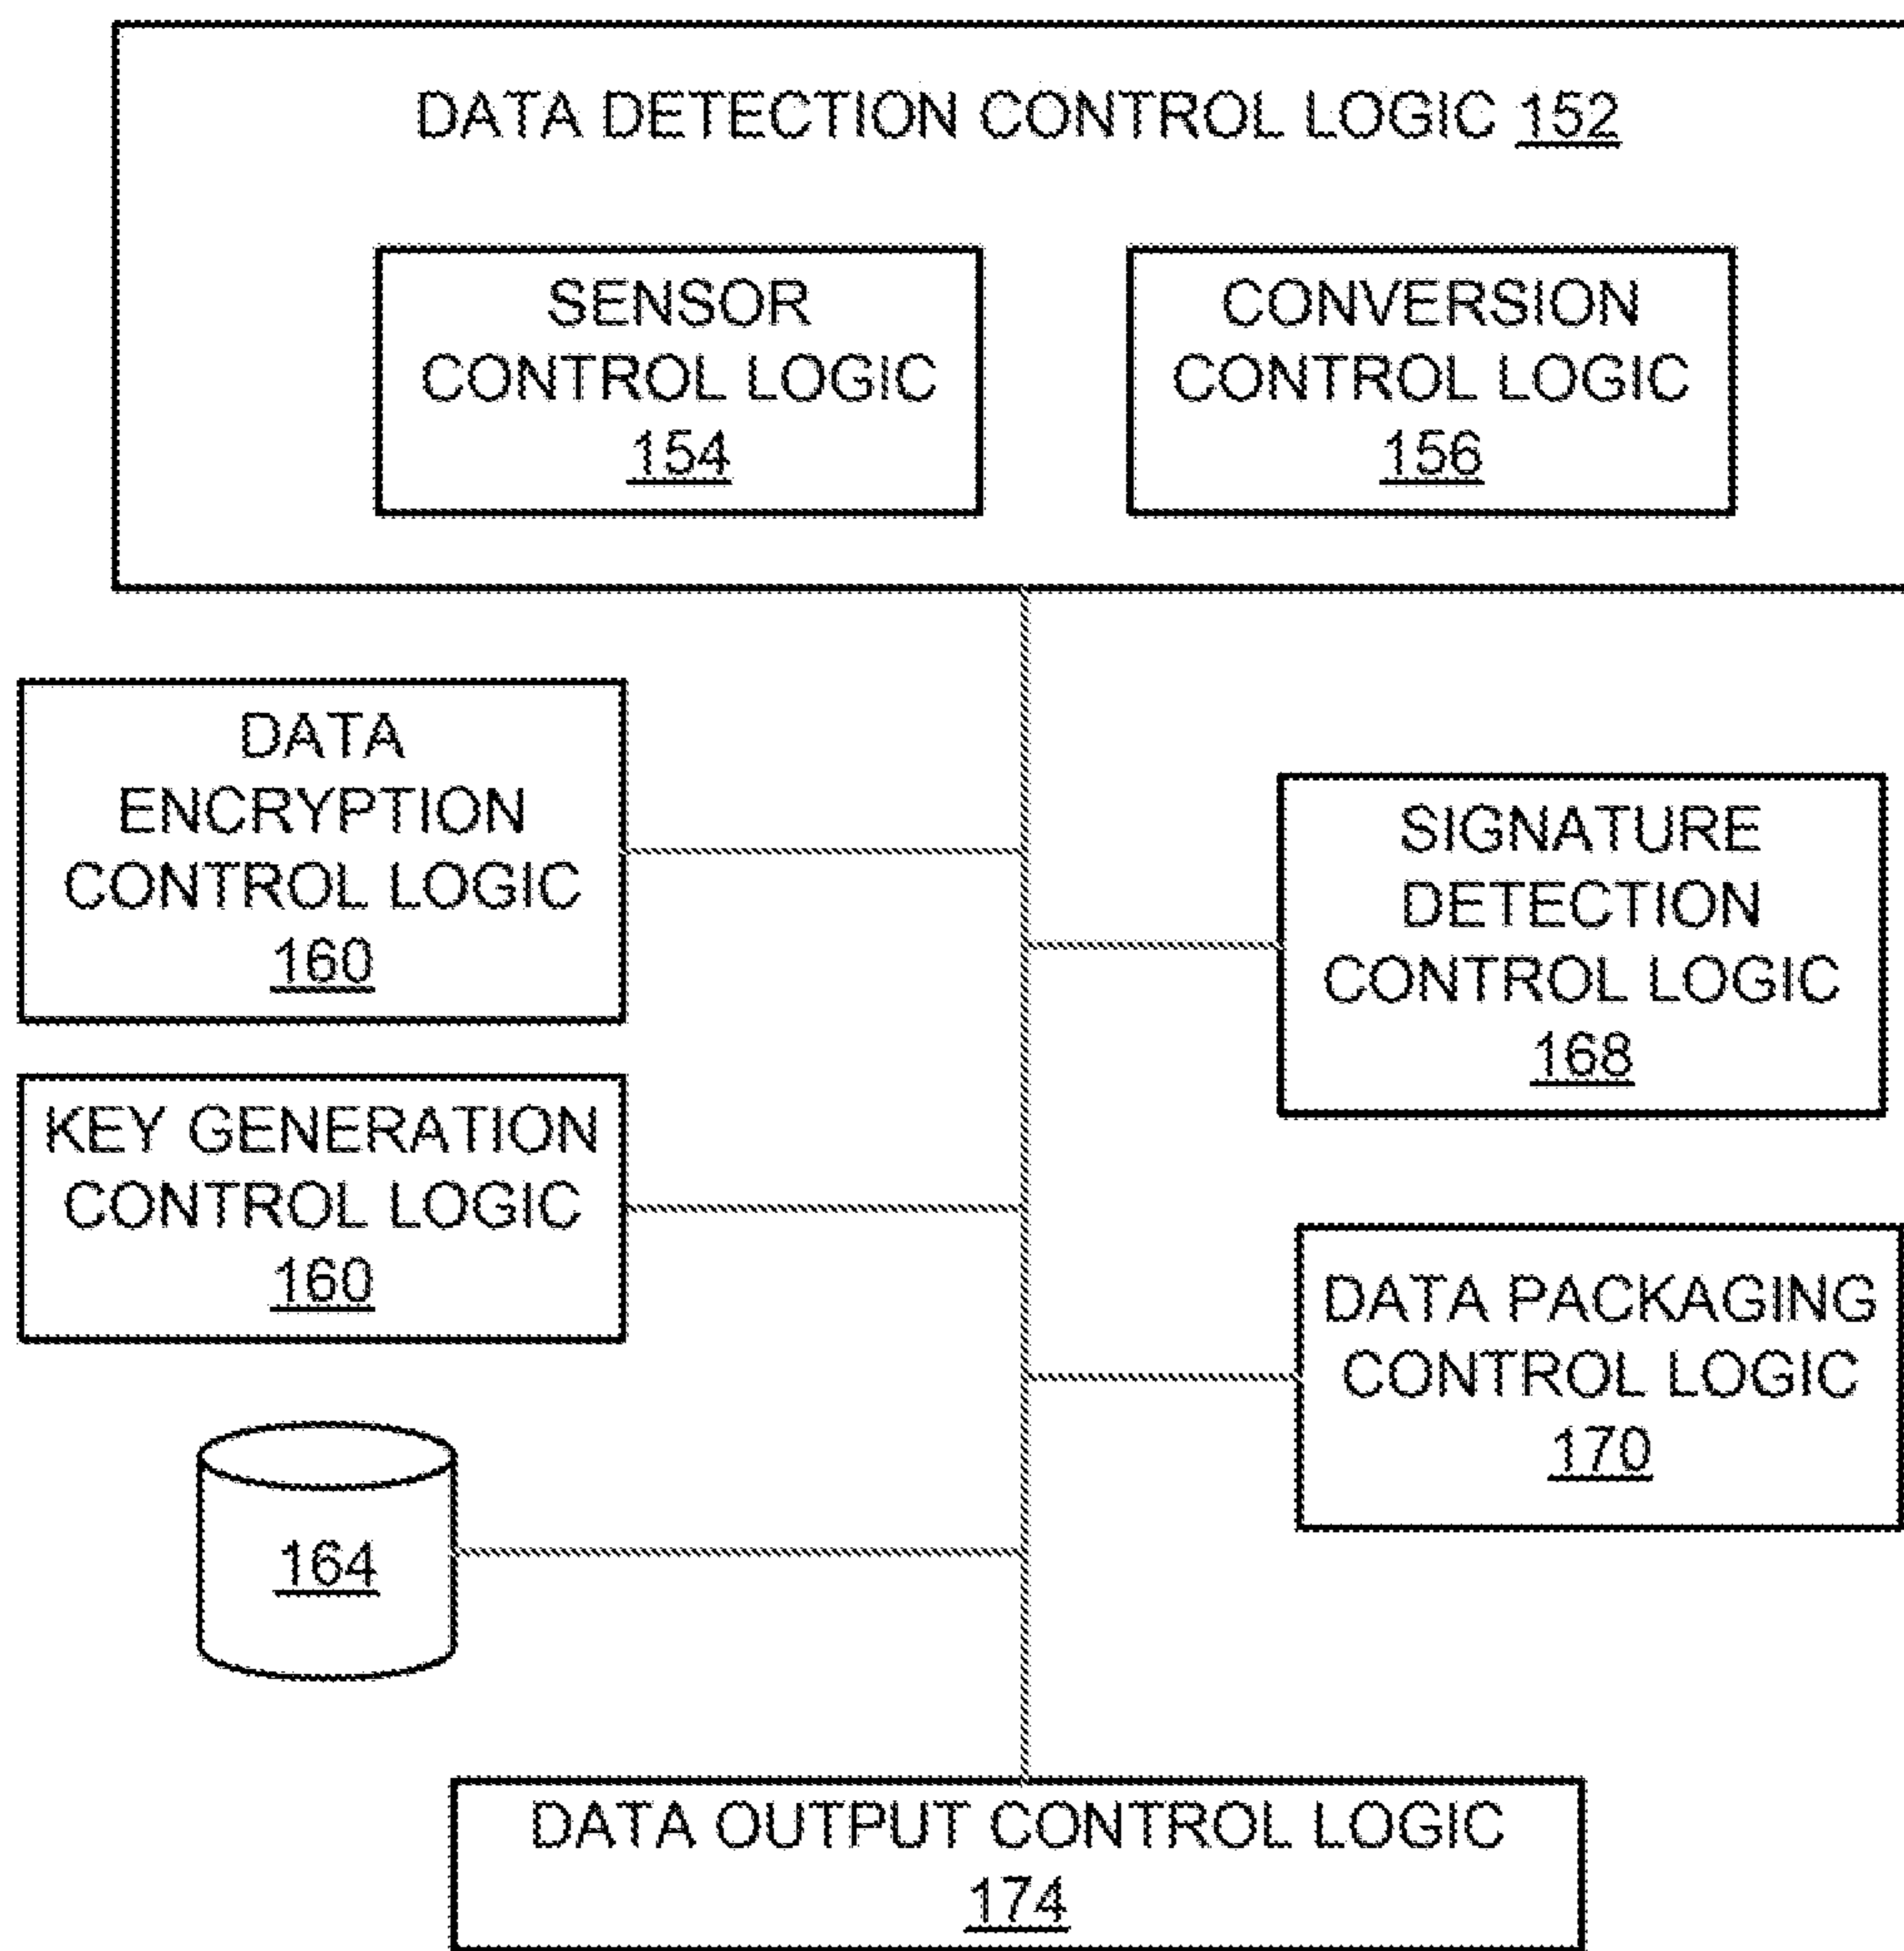 DATA DETECTION CONTROL LOGIC 152
SENSOR
CONTROL LOGIC
154
CONVERSION
CONTROL LOGIC
156
DATA
ENCRYPTION
CONTROL LOGIC
160
SIGNATURE
DETECTION
CONTROL LOGIC
168
KEY GENERATION
CONTROL LOGIC
160
DATA PACKAGING
CONTROL LOGIC
170
164
DATA OUTPUT CONTROL LOGIC
174